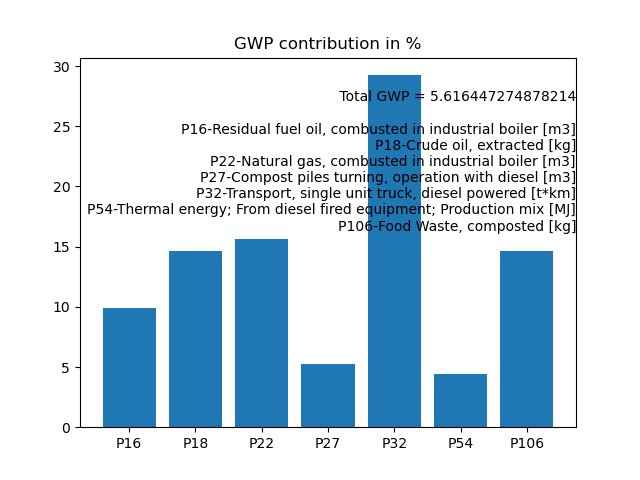 GWP contribution in %
30
25
20
15
10
5
0
Total GWP = 5.616447274878214
P16-Residual fuel oil, combusted in industrial boiler [m3]
P18-Crude oil, extracted [kg]
P22-Natural gas, combusted in industrial boiler [m3]
P27-Compost piles turning, operation with diesel [m3]
P32-Transport, single unit truck, diesel powered [t*km]
P54-Thermal energy; From diesel fired equipment; Production mix [MJ]
P106-Food Waste, composted [kg]
P16 P18 P22 P27 P32 P54 P106